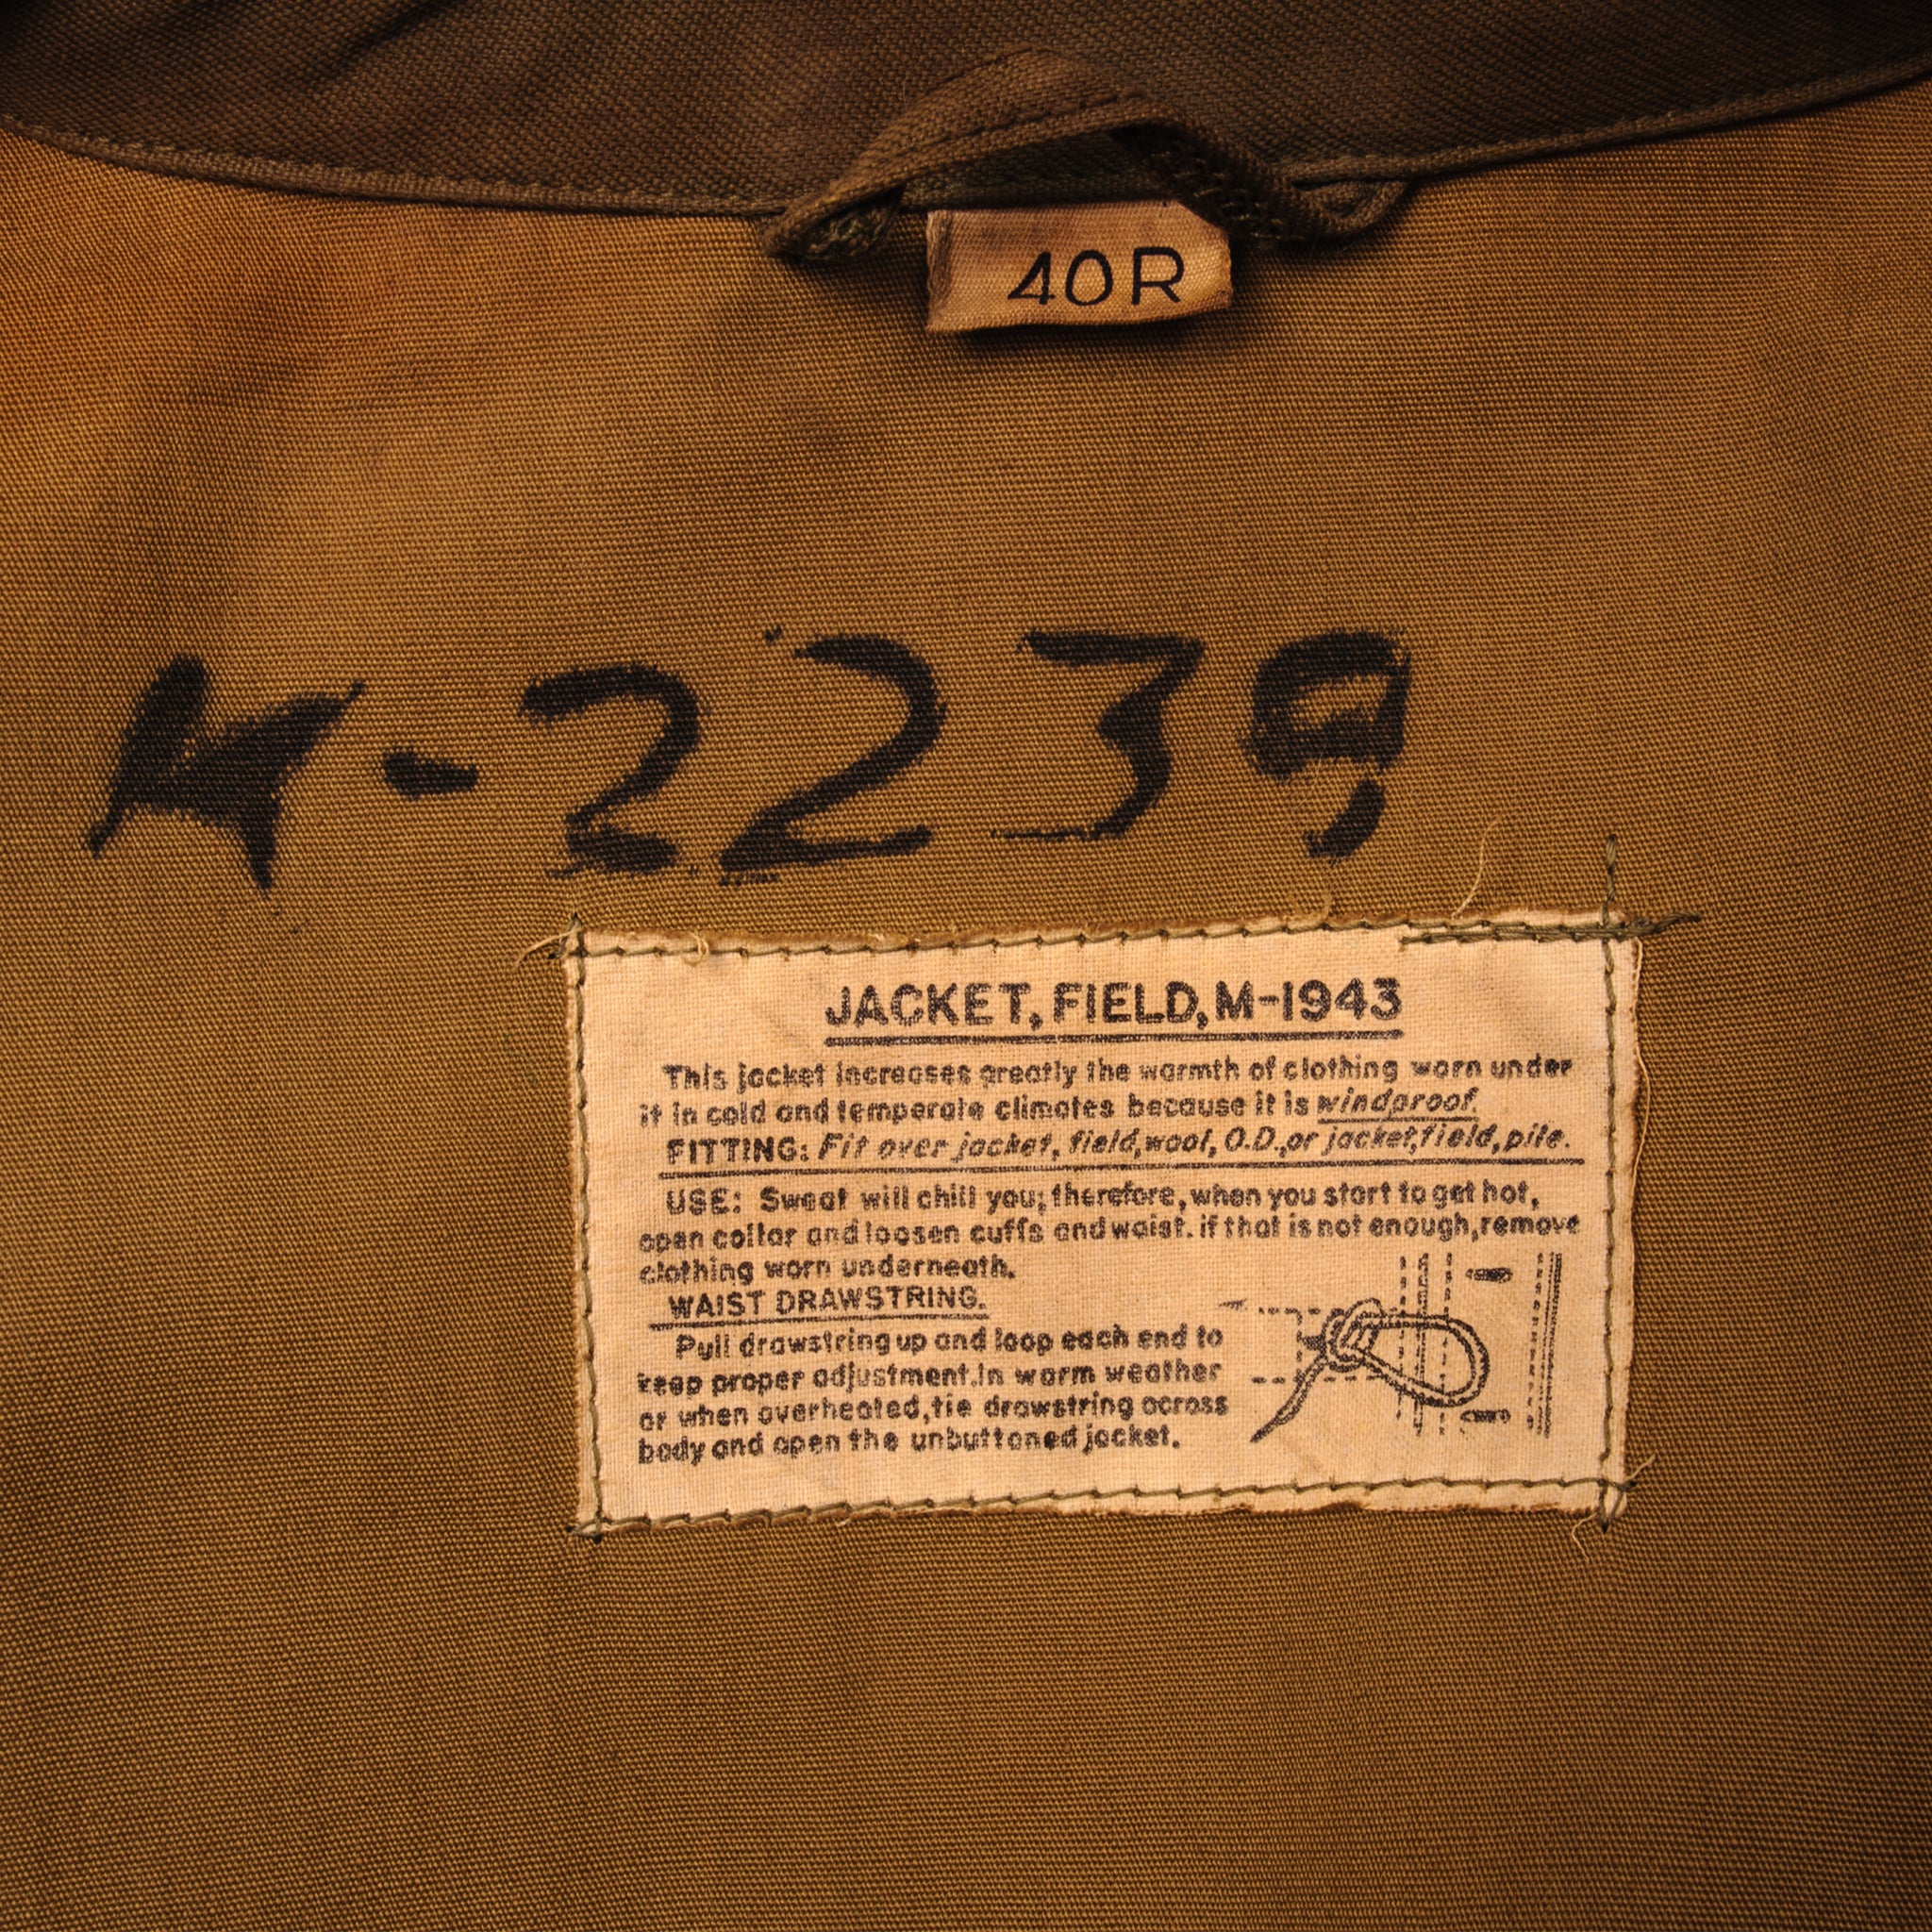 40R
H-2239
JACKET, FIELD, M-1943
This jacket increases greatly the warmth of clothing worn under
it in cold and temperate climates because it is windproof.
FITTING: Fit over jacket, field, wool, O.D., or jacket, field, pile.
USE: Sweat will chill you; therefore, when you start to get hot,
open collar and loosen cuffs and waist. if that is not enough, remove
clothing worn underneath.
WAIST DRAWSTRING.
Pull drawstring up and loop each end to
keep proper adjustment. In warm weather
or when overheated, tie drawstring across
body and open the unbuttoned jacket.